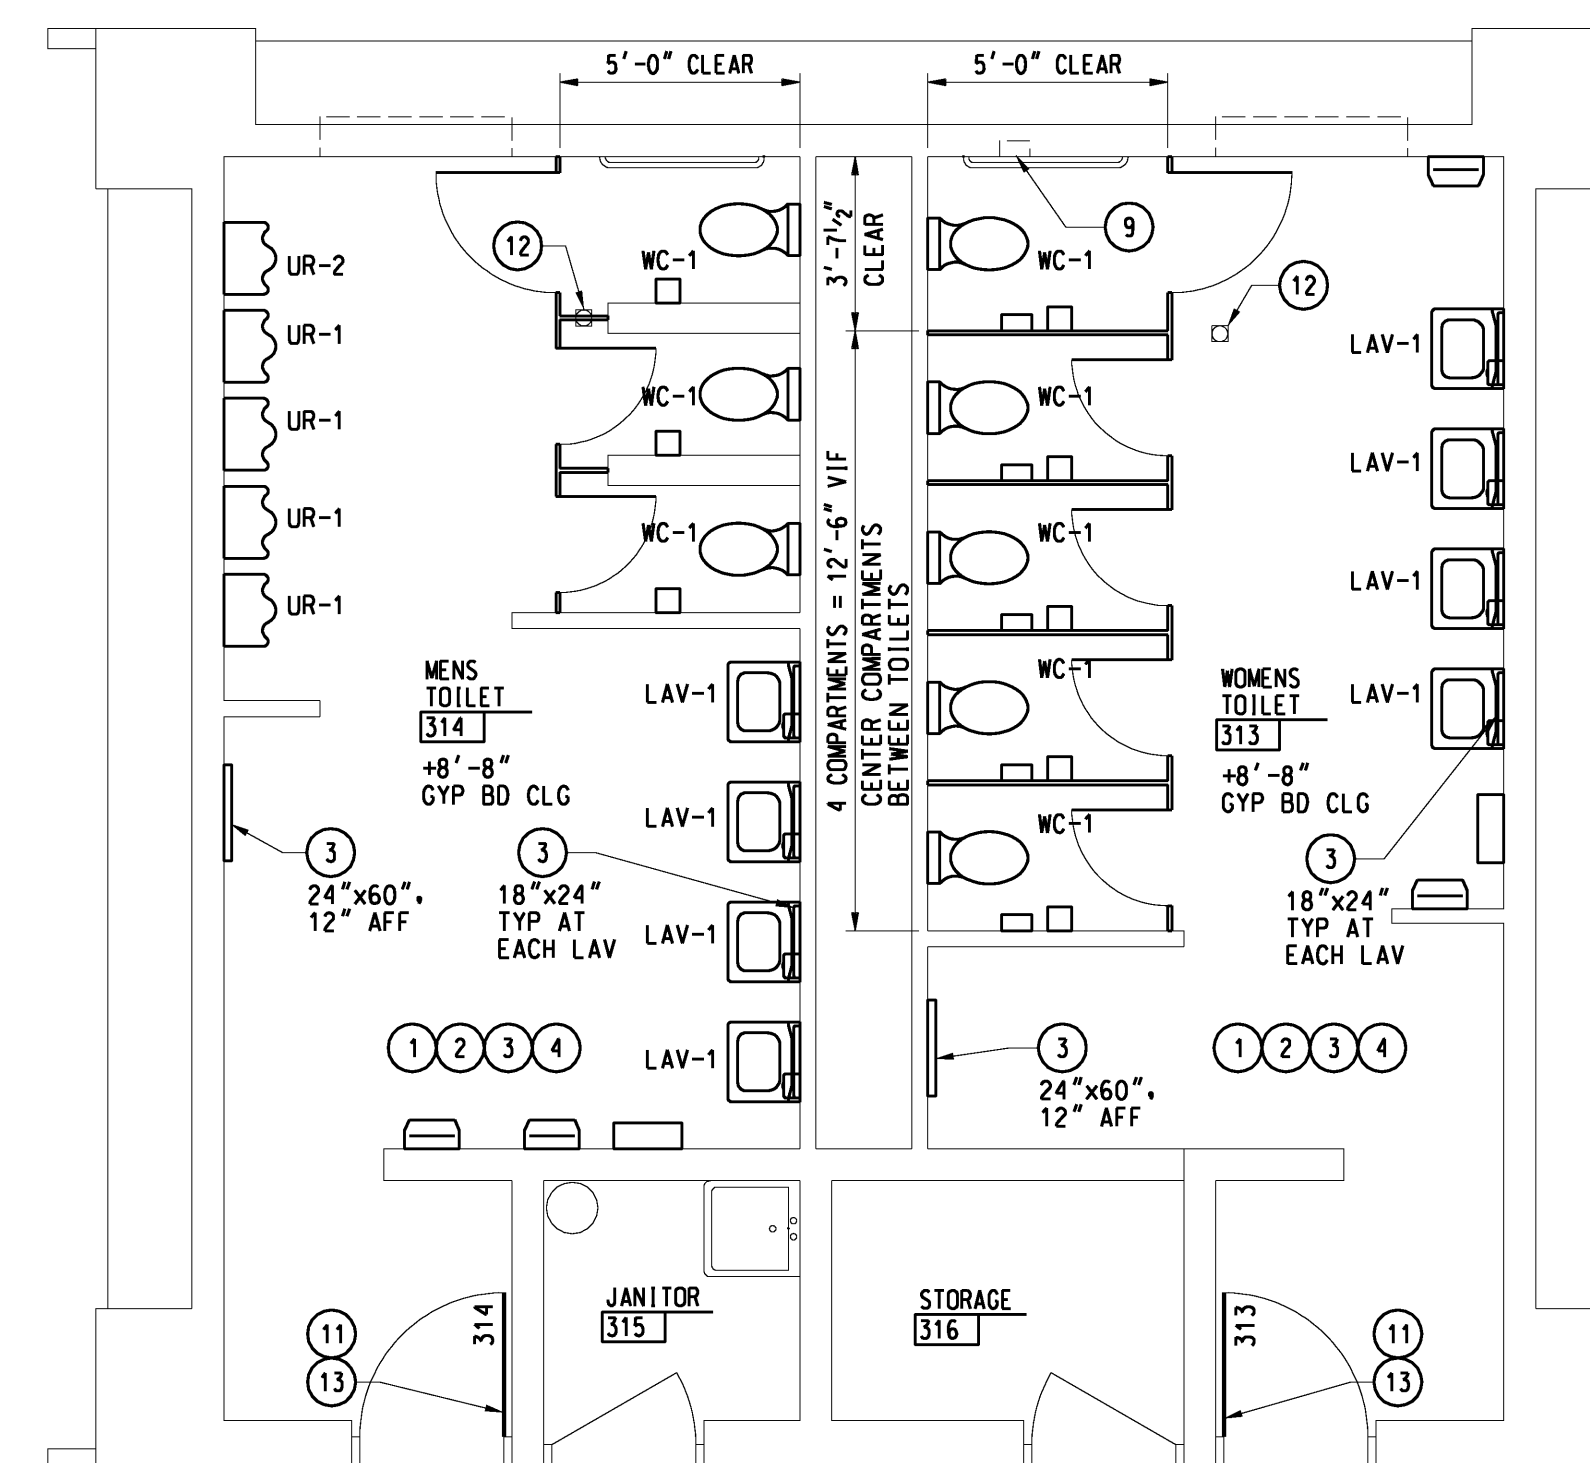 5'-0" CLEAR
5'-0" CLEAR
12
WC-1
3'-7 1/2"
CLEAR
WC-1
9
12
UR-2
UR-1
UR-1
UR-1
UR-1
WC-1
WC-1
4 COMPARTMENTS = 12'-6" VIF
CENTER COMPARTMENTS
BETWEEN TOILETS
WC-1
WC-1
WC-1
WC-1
LAV-1
LAV-1
LAV-1
LAV-1
MENS
TOILET
314
+8'-8"
GYP BD CLG
LAV-1
LAV-1
LAV-1
LAV-1
WOMENS
TOILET
313
+8'-8"
GYP BD CLG
3
24"x60",
12" AFF
3
18"x24"
TYP AT
EACH LAV
3
18"x24"
TYP AT
EACH LAV
1 2 3 4
3
24"x60",
12" AFF
1 2 3 4
JANITOR
315
STORAGE
316
11
13
314
313
11
13